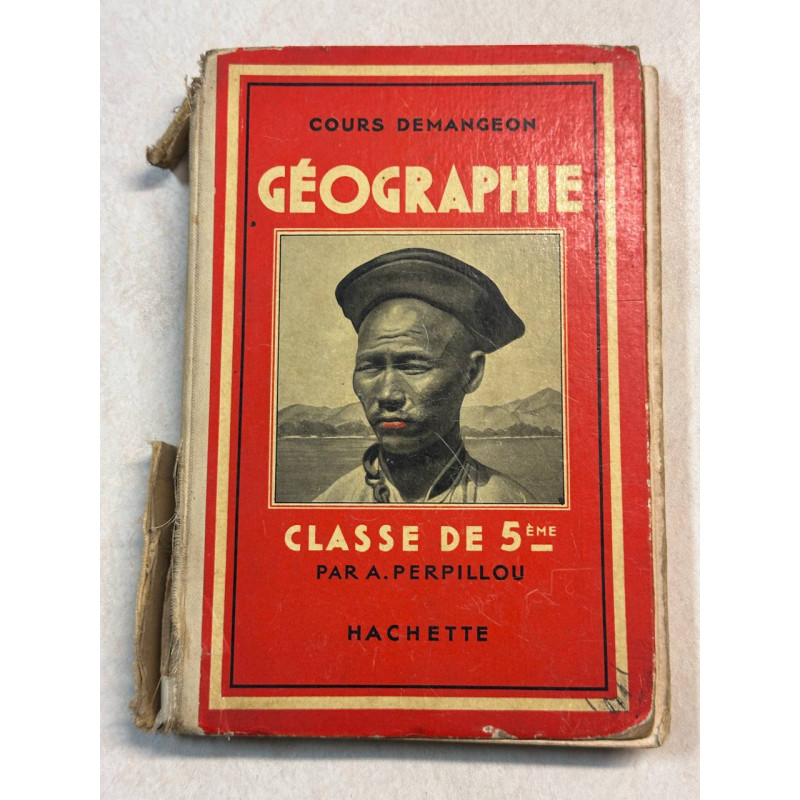 COURS DEMANGEON
GÉOGRAPHIE
CLASSE DE 5ÈME
PAR A. PERPILLOU
HACHETTE